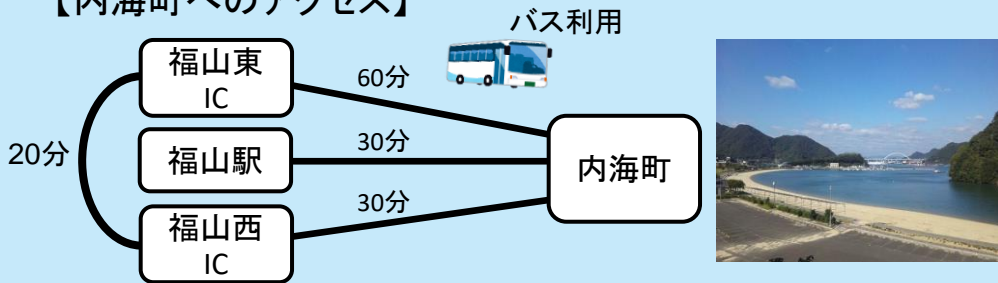 【内海町へのアクセス】
バス利用
福山東
IC
60分
20分
福山駅
30分
内海町
30分
福山西
IC